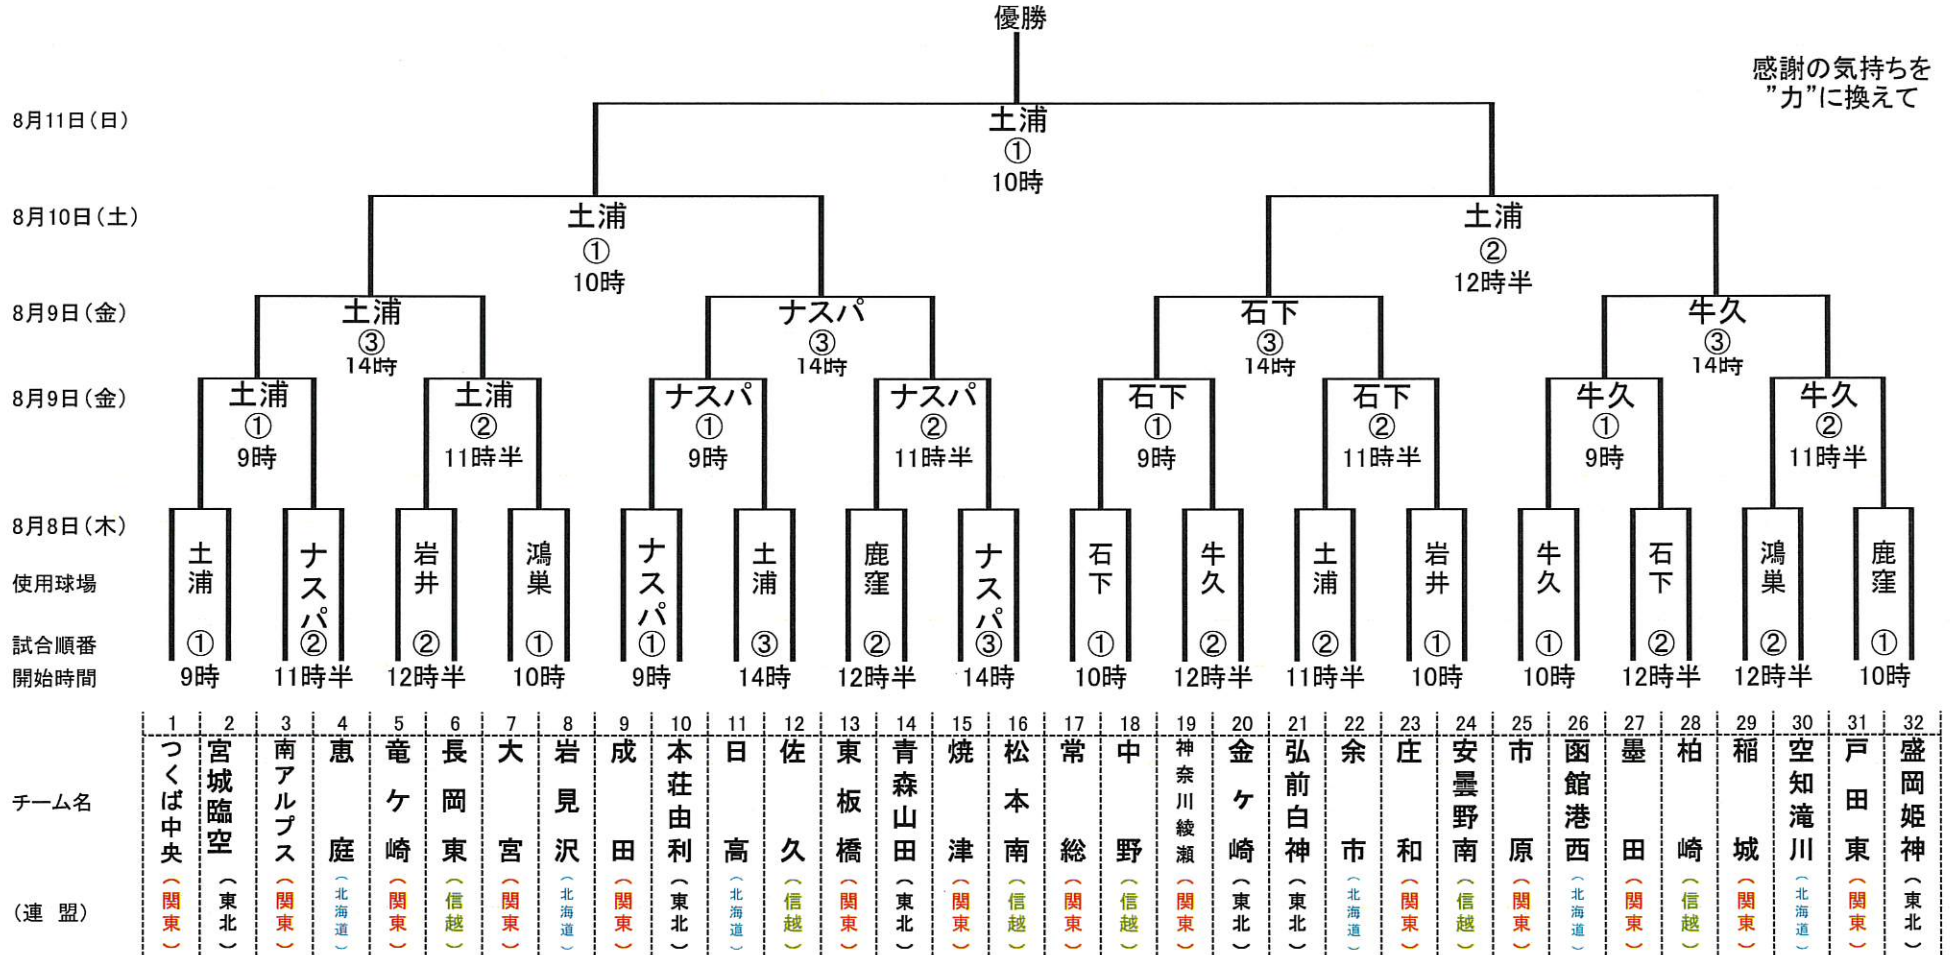 優勝
感謝の気持ちを
”力”に換えて
8月11日（日）
土浦
①
10時
8月10日（土）
土浦 土浦
① ②
10時 12時半
8月9日（金）
土浦 ナスパ 石下 牛久
③ ③ ③ ③
14時 14時 14時 14時
8月9日（金）
土浦 土浦 ナスパ ナスパ 石下 石下 牛久 牛久
① ② ① ② ① ② ① ②
9時 11時半 9時 11時半 9時 11時半 9時 11時半
8月8日（木）
使用球場 土浦 ナスパ 岩井 鴻巣 ナスパ 土浦 鹿窪 ナスパ 石下 牛久 土浦 岩井 牛久 石下 鴻巣 鹿窪
試合順番 ① ② ② ① ① ③ ② ③ ① ② ② ① ① ② ② ①
開始時間 9時 11時半 12時半 10時 9時 14時 12時半 14時 10時 12時半 11時半 10時 10時 12時半 12時半 10時
1 2 3 4 5 6 7 8 9 10 11 12 13 14 15 16 17 18 19 20 21 22 23 24 25 26 27 28 29 30 31 32
チーム名 つくば中央 宮城臨空 南アルプス 恵庭 竜ケ崎 長岡東 大宮 岩見沢 成田 本荘由利 日高 佐久 東板橋 青森山田 焼津 松本南 常総 中野 神奈川綾瀬 金ヶ崎 弘前白神 余市 庄和 安曇野南 市原 函館港西 墨田 柏崎 稲城 空知滝川 戸田東 盛岡姫神
（連 盟） （関東） （東北） （関東） （北海道） （関東） （信越） （関東） （北海道） （関東） （東北） （北海道） （信越） （関東） （東北） （関東） （信越） （関東） （信越） （関東） （東北） （東北） （北海道） （関東） （信越） （関東） （北海道） （関東） （信越） （関東） （北海道） （関東） （東北）